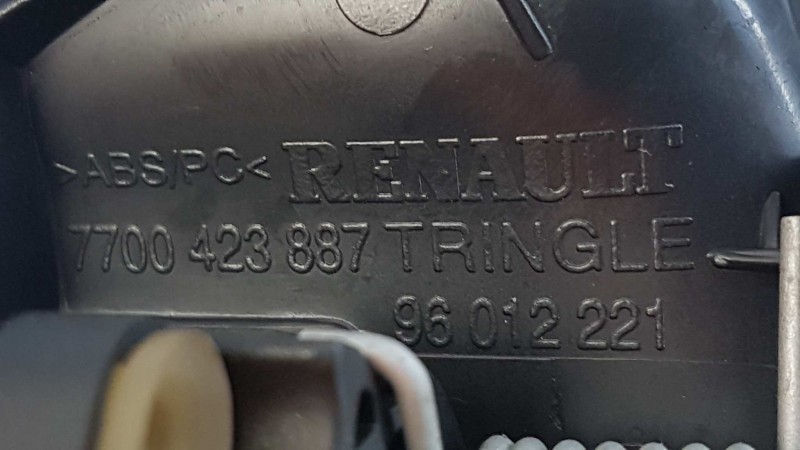 >ABS/PC< RENAULT
7700 423 887 TRINGLE
96 012 221